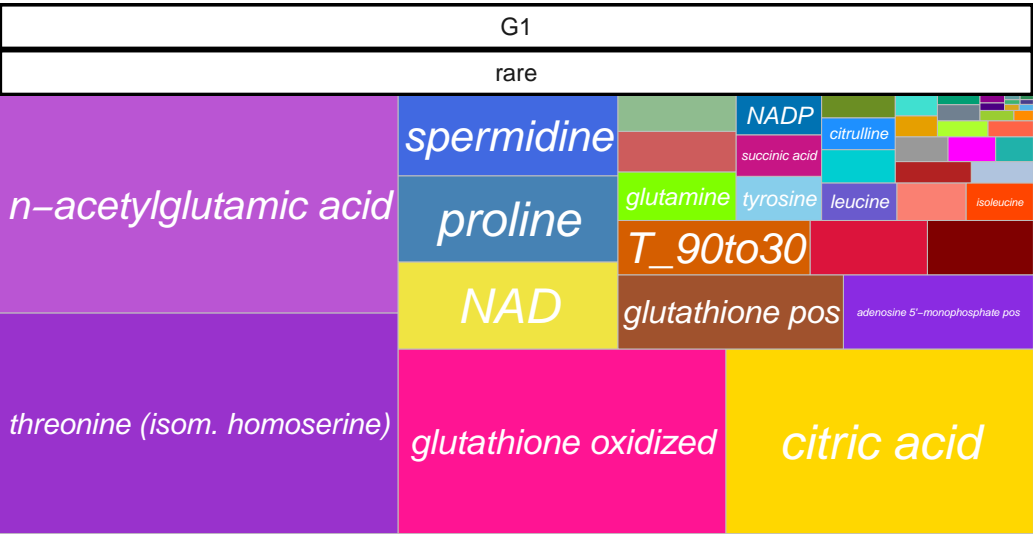 G1
rare
n−acetylglutamic acid
threonine (isom. homoserine)
spermidine
proline
NAD
glutathione oxidized
citric acid
NADP
citrulline
succinic acid
glutamine
tyrosine
leucine
isoleucine
T_90to30
glutathione pos
adenosine 5'−monophosphate pos